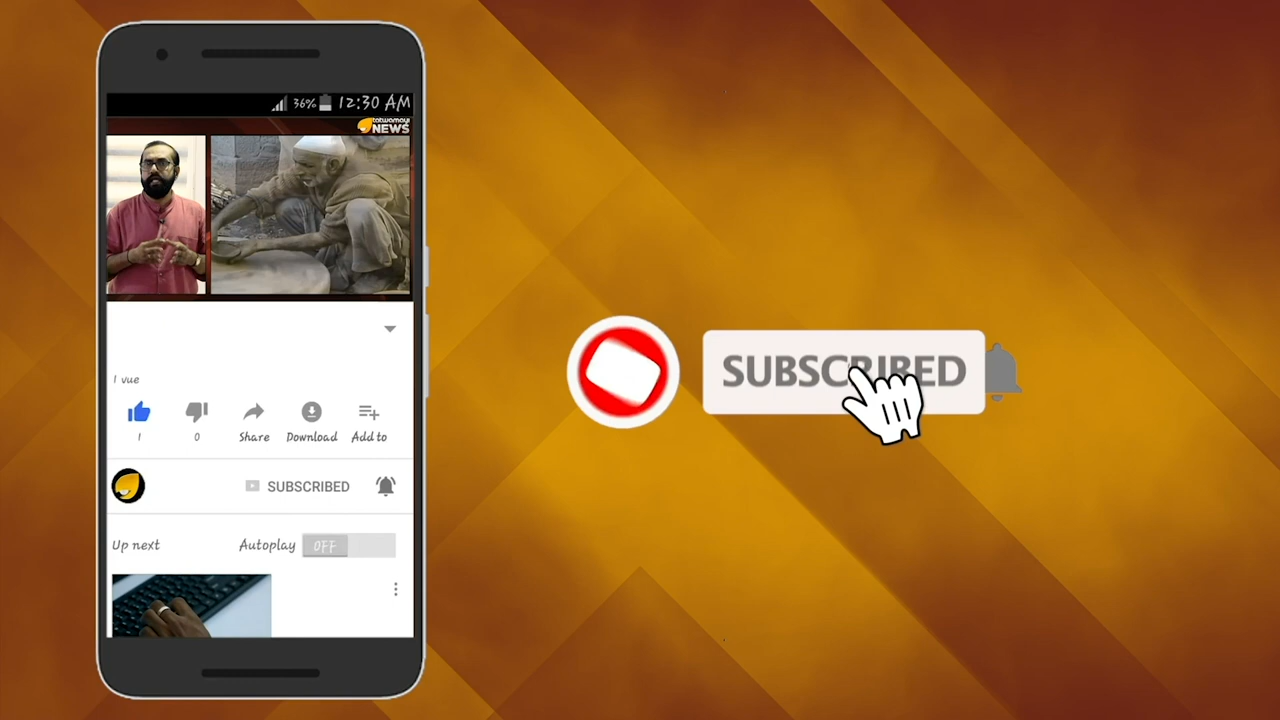 36% 12:30 AM
tatwamayi
NEWS
1 vue
1
0
Share
Download
Add to
SUBSCRIBED
Up next
Autoplay
OFF
SUBSCRIBED